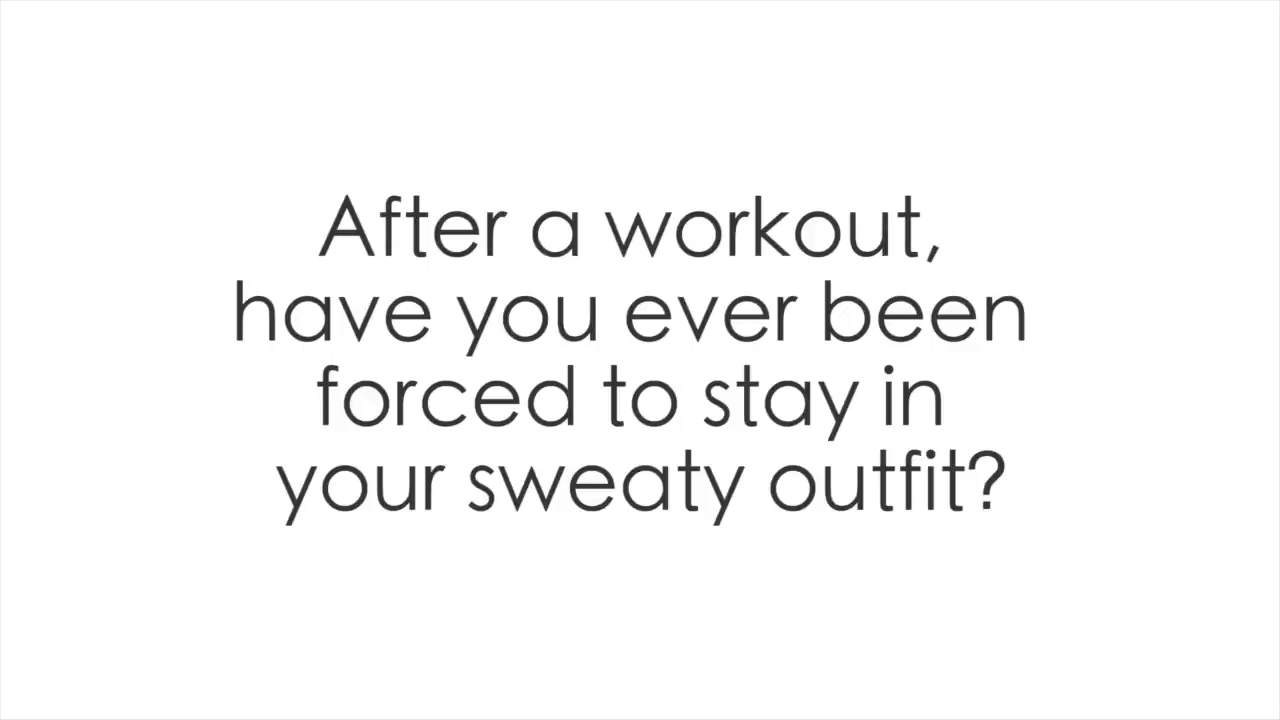 After a workout,
have you ever been
forced to stay in
your sweaty outfit?